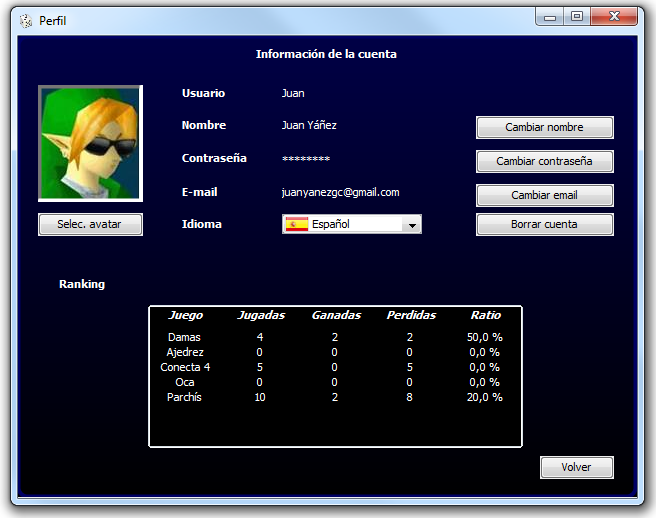 Perfil
Información de la cuenta
Usuario Juan
Nombre Juan Yáñez Cambiar nombre
Contraseña ******** Cambiar contraseña
E-mail juanyanezgc@gmail.com Cambiar email
Selec. avatar Idioma Español Borrar cuenta
Ranking
Juego Jugadas Ganadas Perdidas Ratio
Damas 4 2 2 50,0 %
Ajedrez 0 0 0 0,0 %
Conecta 4 5 0 5 0,0 %
Oca 0 0 0 0,0 %
Parchís 10 2 8 20,0 %
Volver